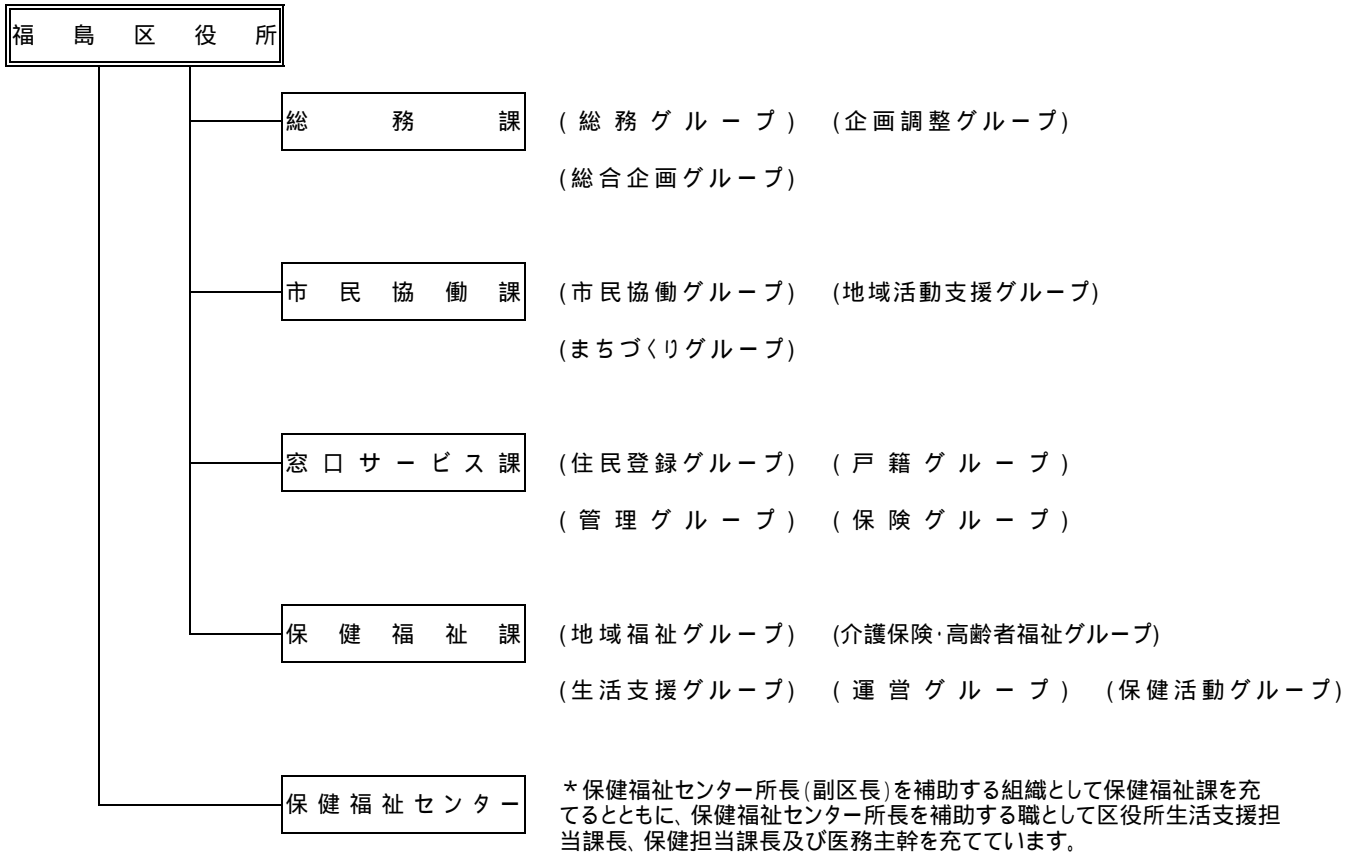 福島区役所
総務課 (総務グループ) (企画調整グループ)
(総合企画グループ)
市民協働課 (市民協働グループ) (地域活動支援グループ)
(まちづくりグループ)
窓口サービス課 (住民登録グループ) (戸籍グループ)
(管理グループ) (保険グループ)
保健福祉課 (地域福祉グループ) (介護保険・高齢者福祉グループ)
(生活支援グループ) (運営グループ) (保健活動グループ)
保健福祉センター
＊保健福祉センター所長(副区長)を補助する組織として保健福祉課を充
てるとともに、保健福祉センター所長を補助する職として区役所生活支援担
当課長、保健担当課長及び医務主幹を充てています。